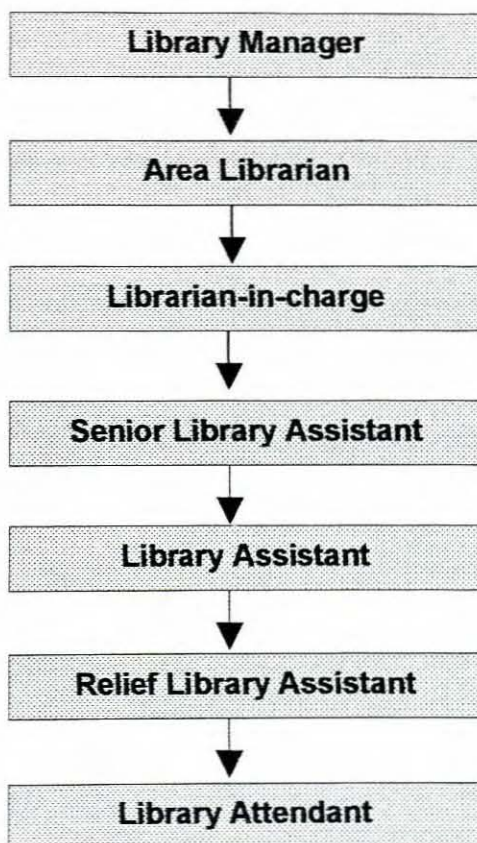 Library Manager
Area Librarian
Librarian-in-charge
Senior Library Assistant
Library Assistant
Relief Library Assistant
Library Attendant